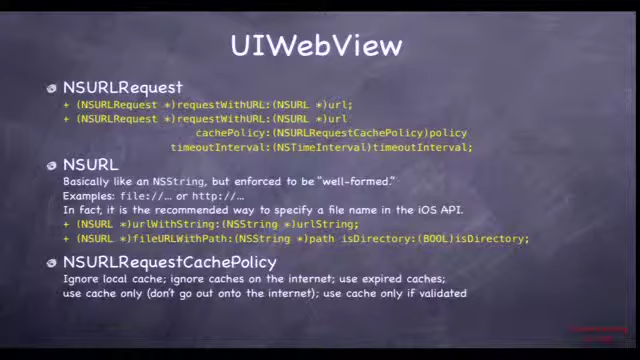 UIWebView
NSURLRequest
+ (NSURLRequest *)requestWithURL:(NSURL *)url;
+ (NSURLRequest *)requestWithURL:(NSURL *)url
cachePolicy:(NSURLRequestCachePolicy)policy
timeoutInterval:(NSTimeInterval)timeoutInterval;
NSURL
Basically like an NSString, but enforced to be “well-formed.”
Examples: file://… or http://…
In fact, it is the recommended way to specify a file name in the iOS API.
+ (NSURL *)urlWithString:(NSString *)urlString;
+ (NSURL *)fileURLWithPath:(NSString *)path isDirectory:(BOOL)isDirectory;
NSURLRequestCachePolicy
Ignore local cache; ignore caches on the internet; use expired caches;
use cache only (don’t go out onto the internet); use cache only if validated